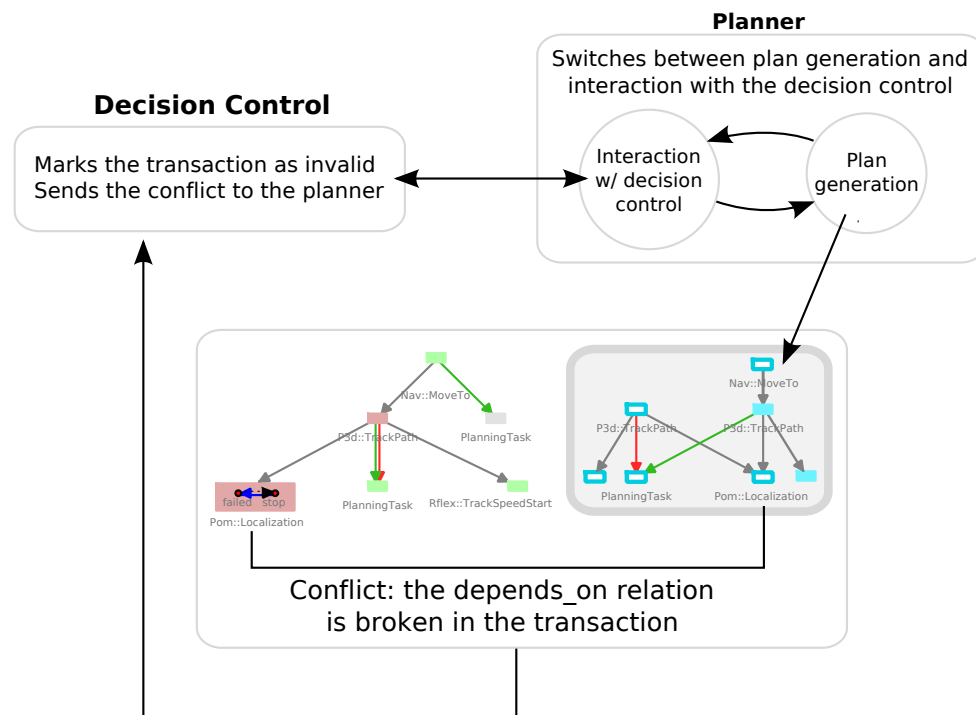 Planner
Switches between plan generation and
interaction with the decision control
Decision Control
Marks the transaction as invalid
Sends the conflict to the planner
Interaction
w/ decision
control
Plan
generation
Nav::MoveTo
P3d::TrackPath
PlanningTask
failed stop
Pom::Localization
PlanningTask
Rflex::TrackSpeedStart
Nav::MoveTo
P3d::TrackPath
P3d::TrackPath
PlanningTask
Pom::Localization
Conflict: the depends_on relation
is broken in the transaction